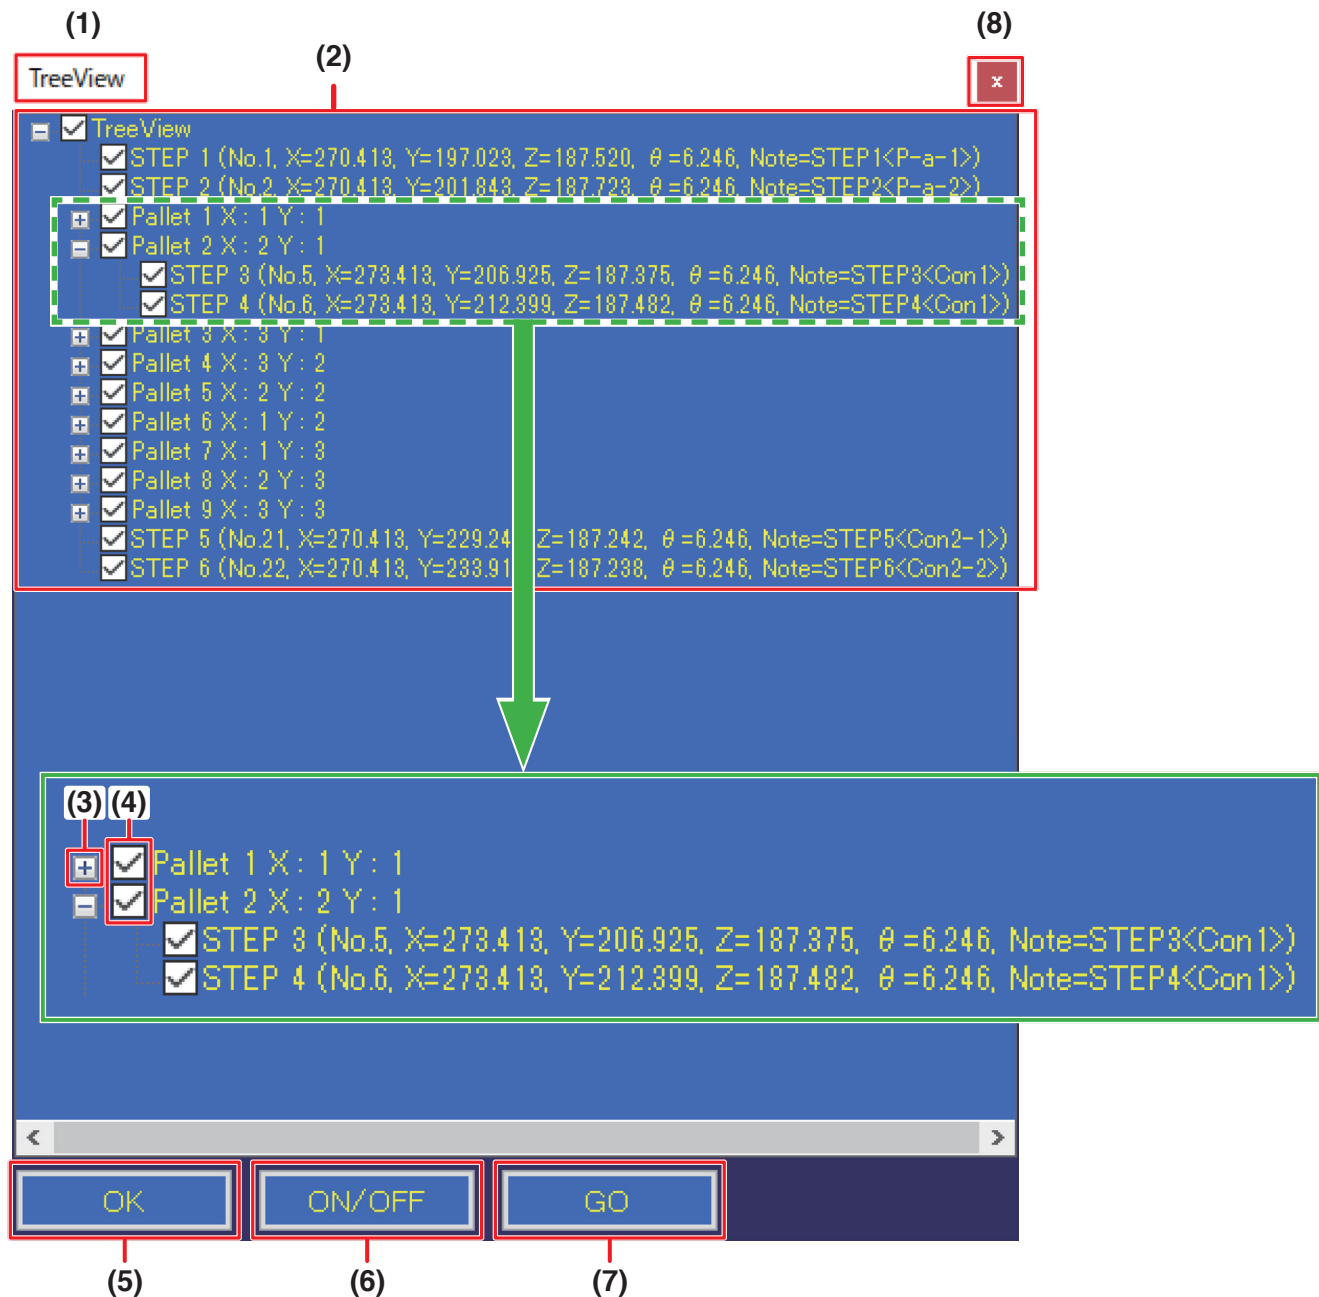 (1)
(8)
(2)
TreeView
x
TreeView
STEP 1 (No.1, X=270.413, Y=197.023, Z=187.520, θ=6.246, Note=STEP1<P-a-1>)
STEP 2 (No.2, X=270.413, Y=201.843, Z=187.723, θ=6.246, Note=STEP2<P-a-2>)
Pallet 1 X : 1 Y : 1
Pallet 2 X : 2 Y : 1
STEP 3 (No.5, X=273.413, Y=206.925, Z=187.375, θ=6.246, Note=STEP3<Con1>)
STEP 4 (No.6, X=273.413, Y=212.399, Z=187.482, θ=6.246, Note=STEP4<Con1>)
Pallet 3 X : 3 Y : 1
Pallet 4 X : 3 Y : 2
Pallet 5 X : 2 Y : 2
Pallet 6 X : 1 Y : 2
Pallet 7 X : 1 Y : 3
Pallet 8 X : 2 Y : 3
Pallet 9 X : 3 Y : 3
STEP 5 (No.21, X=270.413, Y=229.24 Z=187.242, θ=6.246, Note=STEP5<Con2-1>)
STEP 6 (No.22, X=270.413, Y=233.91 Z=187.238, θ=6.246, Note=STEP6<Con2-2>)
(3) (4)
Pallet 1 X : 1 Y : 1
Pallet 2 X : 2 Y : 1
STEP 3 (No.5, X=273.413, Y=206.925, Z=187.375, θ=6.246, Note=STEP3<Con1>)
STEP 4 (No.6, X=273.413, Y=212.399, Z=187.482, θ=6.246, Note=STEP4<Con1>)
OK
ON/OFF
GO
(5)
(6)
(7)